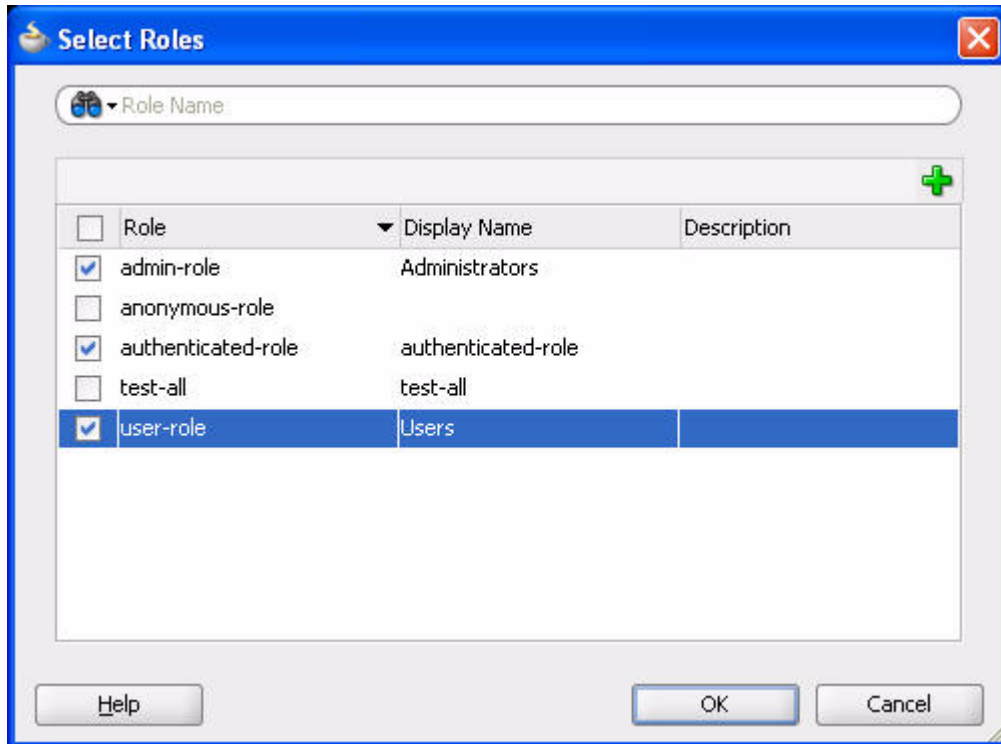 Select Roles
Role Name
Role Display Name Description
admin-role Administrators
anonymous-role
authenticated-role authenticated-role
test-all test-all
user-role Users
Help OK Cancel